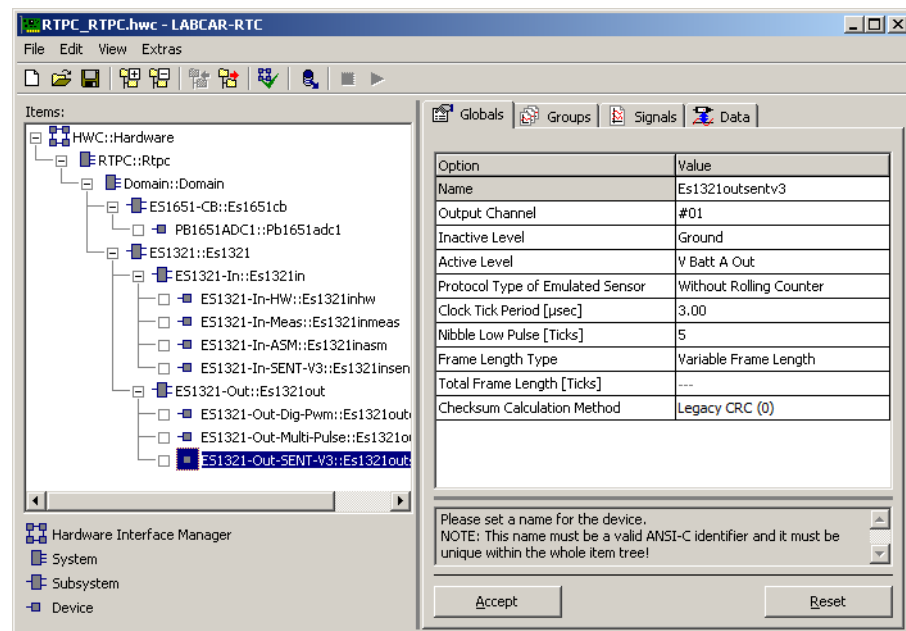 RTPC_RTPC.hwc - LABCAR-RTC
File Edit View Extras
Items:
HWC::Hardware
RTPC::Rtpc
Domain::Domain
ES1651-CB::Es1651cb
PB1651ADC1::Pb1651adc1
ES1321::Es1321
ES1321-In::Es1321in
ES1321-In-HW::Es1321inhw
ES1321-In-Meas::Es1321inmeas
ES1321-In-ASM::Es1321inasm
ES1321-In-SENT-V3::Es1321insen
ES1321-Out::Es1321out
ES1321-Out-Dig-Pwm::Es1321out
ES1321-Out-Multi-Pulse::Es1321o
ES1321-Out-SENT-V3::Es1321out
Hardware Interface Manager
System
Subsystem
Device
Globals Groups Signals Data
Option Value
Name Es1321outsentv3
Output Channel #01
Inactive Level Ground
Active Level V Batt A Out
Protocol Type of Emulated Sensor Without Rolling Counter
Clock Tick Period [µsec] 3.00
Nibble Low Pulse [Ticks] 5
Frame Length Type Variable Frame Length
Total Frame Length [Ticks] ---
Checksum Calculation Method Legacy CRC (0)
Please set a name for the device.
NOTE: This name must be a valid ANSI-C identifier and it must be
unique within the whole item tree!
Accept Reset